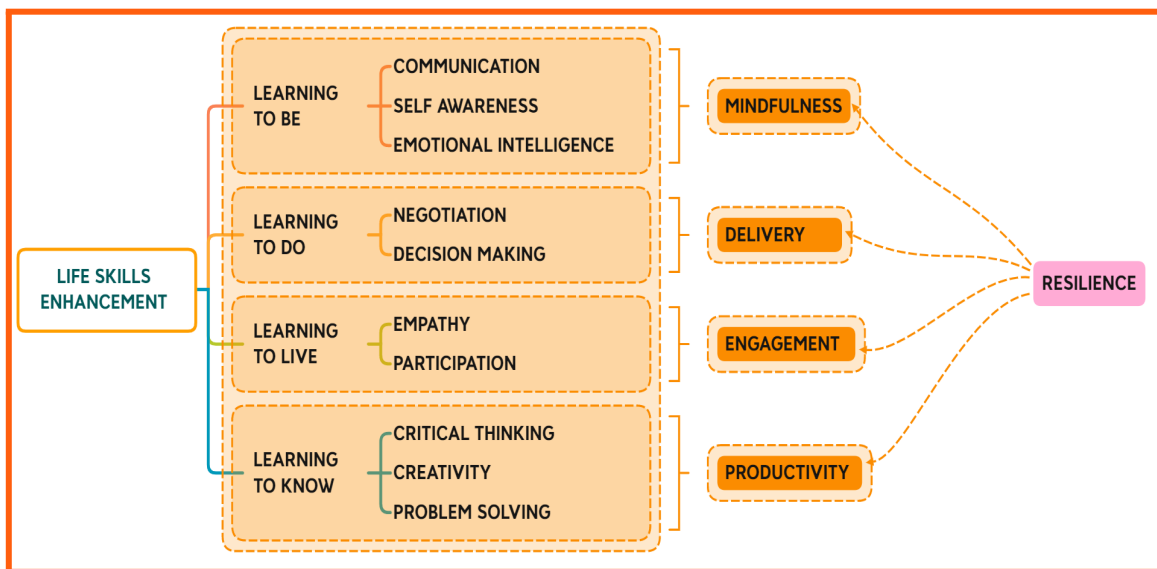 LIFE SKILLS
ENHANCEMENT
LEARNING
TO BE
COMMUNICATION
SELF AWARENESS
EMOTIONAL INTELLIGENCE
MINDFULNESS
LEARNING
TO DO
NEGOTIATION
DECISION MAKING
DELIVERY
LEARNING
TO LIVE
EMPATHY
PARTICIPATION
ENGAGEMENT
LEARNING
TO KNOW
CRITICAL THINKING
CREATIVITY
PROBLEM SOLVING
PRODUCTIVITY
RESILIENCE